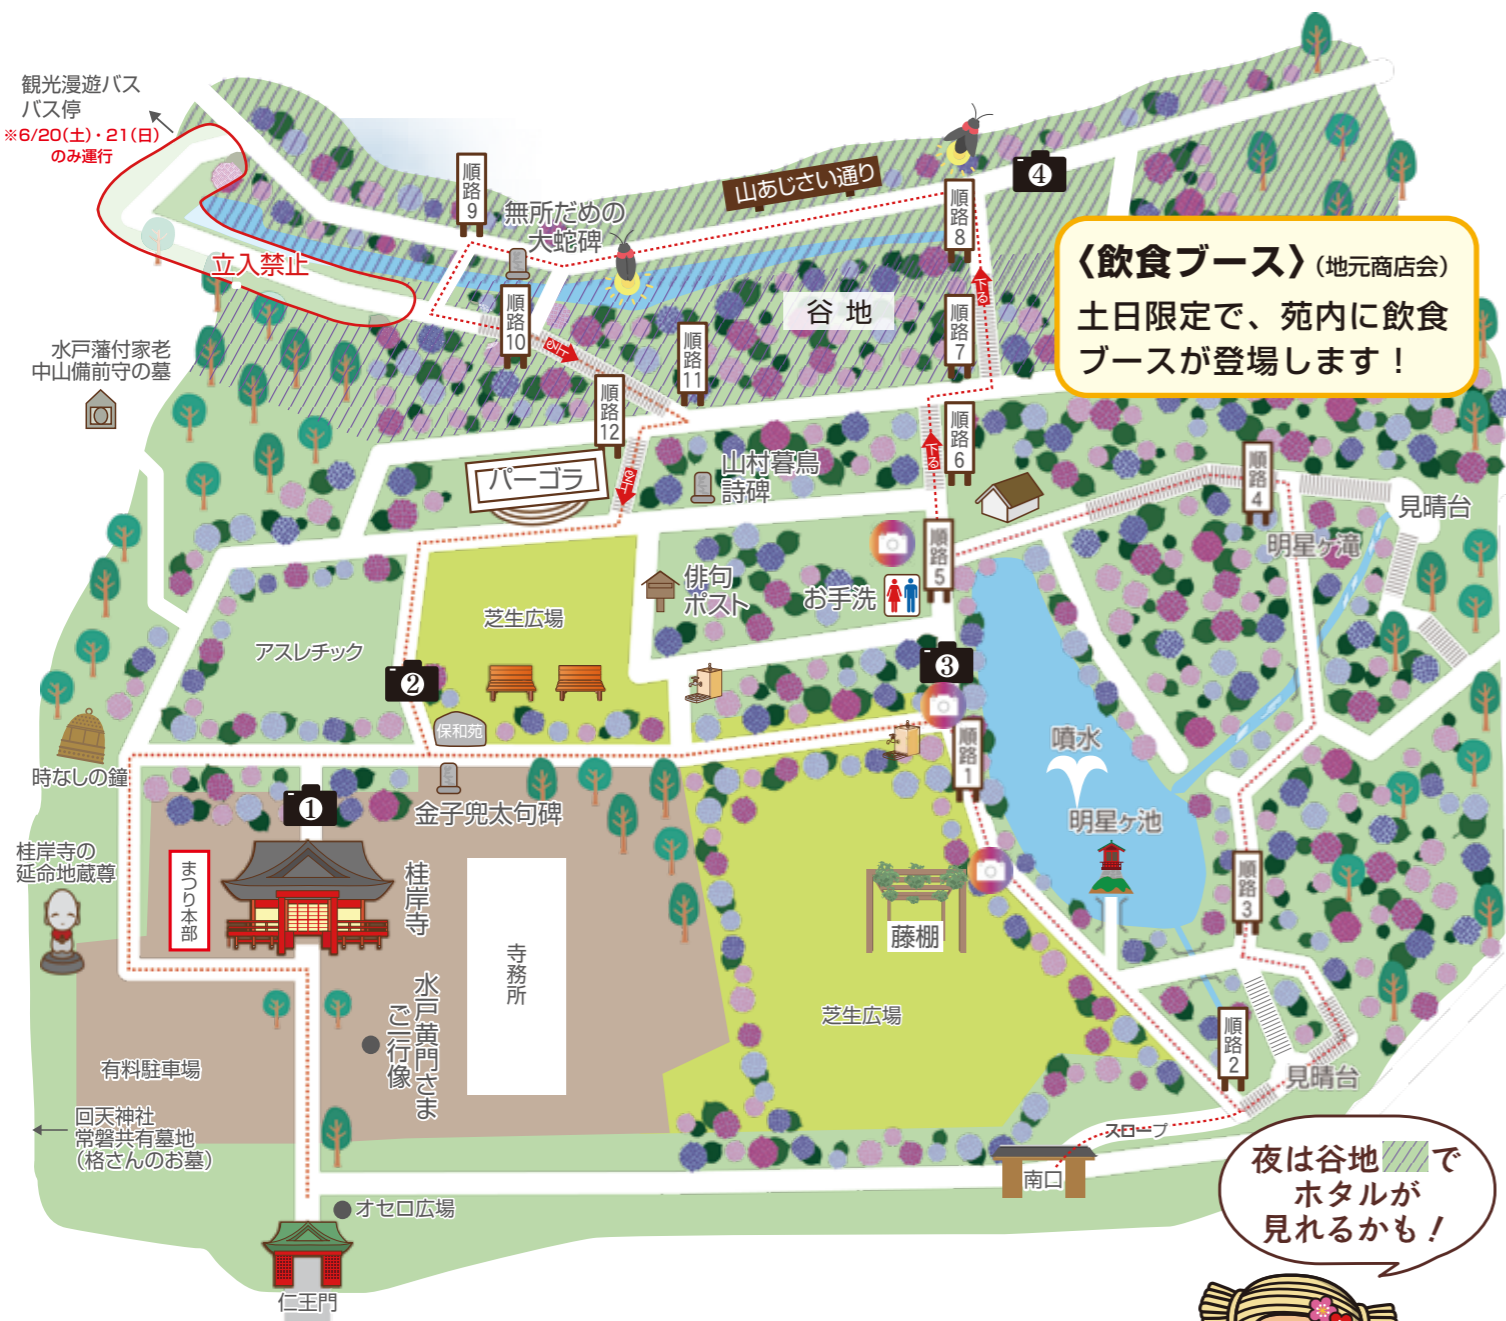 観光漫遊バス
バス停
※6/20(土)・21(日)
のみ運行
立入禁止
順路9
無所だめの
大蛇碑
山あじさい通り
順路8
4
〈飲食ブース〉(地元商店会)
土日限定で、苑内に飲食
ブースが登場します！
谷地
下る
順路7
順路10
上る
順路11
順路12
水戸藩付家老
中山備前守の墓
パーゴラ
上る
山村暮鳥
詩碑
下る
順路6
順路4
見晴台
明星ヶ滝
順路5
俳句
ポスト
お手洗
芝生広場
アスレチック
2
3
保和苑
時なしの鐘
順路1
噴水
明星ヶ池
1
金子兜太句碑
桂岸寺の
延命地蔵尊
まつり本部
桂岸寺
寺務所
藤棚
順路3
水戸黄門さま
ご一行像
芝生広場
順路2
見晴台
有料駐車場
回天神社
常磐共有墓地
(格さんのお墓)
スロープ
南口
オセロ広場
仁王門
夜は谷地で
ホタルが
見れるかも！